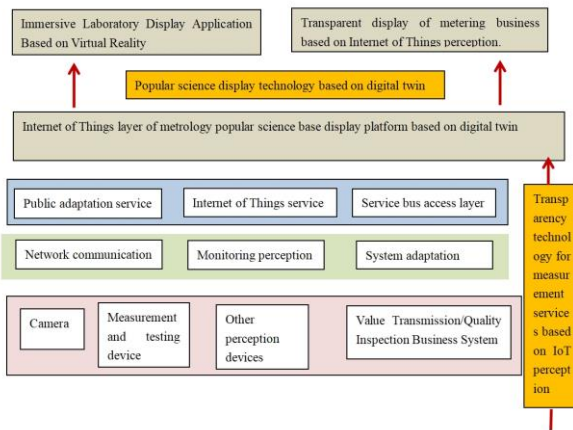 Immersive Laboratory Display Application
Based on Virtual Reality
Transparent display of metering business
based on Internet of Things perception.
Popular science display technology based on digital twin
Internet of Things layer of metrology popular science base display platform based on digital twin
Public adaptation service
Internet of Things service
Service bus access layer
Network communication
Monitoring perception
System adaptation
Camera
Measurement
and testing
device
Other
perception
devices
Value Transmission/Quality
Inspection Business System
Transp
arency
technol
ogy for
measur
ement
service
s based
on IoT
percept
ion